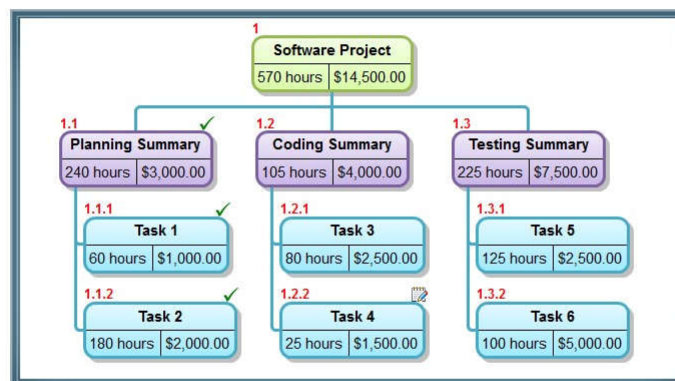 1
Software Project
570 hours $14,500.00
1.1
Planning Summary
240 hours $3,000.00
1.1.1
Task 1
60 hours $1,000.00
1.1.2
Task 2
180 hours $2,000.00
1.2
Coding Summary
105 hours $4,000.00
1.2.1
Task 3
80 hours $2,500.00
1.2.2
Task 4
25 hours $1,500.00
1.3
Testing Summary
225 hours $7,500.00
1.3.1
Task 5
125 hours $2,500.00
1.3.2
Task 6
100 hours $5,000.00